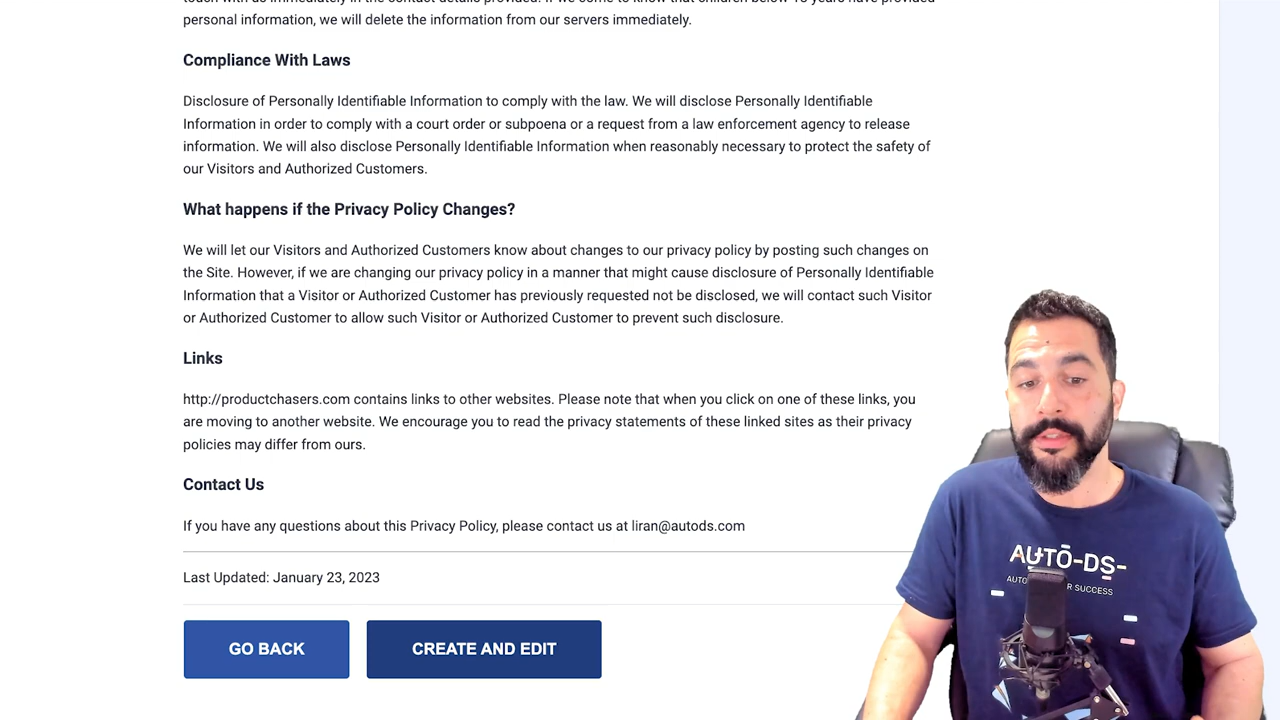 personal information, we will delete the information from our servers immediately.
Compliance With Laws
Disclosure of Personally Identifiable Information to comply with the law. We will disclose Personally Identifiable
Information in order to comply with a court order or subpoena or a request from a law enforcement agency to release
information. We will also disclose Personally Identifiable Information when reasonably necessary to protect the safety of
our Visitors and Authorized Customers.
What happens if the Privacy Policy Changes?
We will let our Visitors and Authorized Customers know about changes to our privacy policy by posting such changes on
the Site. However, if we are changing our privacy policy in a manner that might cause disclosure of Personally Identifiable
Information that a Visitor or Authorized Customer has previously requested not be disclosed, we will contact such Visitor
or Authorized Customer to allow such Visitor or Authorized Customer to prevent such disclosure.
Links
http://productchasers.com contains links to other websites. Please note that when you click on one of these links, you
are moving to another website. We encourage you to read the privacy statements of these linked sites as their privacy
policies may differ from ours.
Contact Us
If you have any questions about this Privacy Policy, please contact us at liran@autods.com
Last Updated: January 23, 2023
GO BACK
CREATE AND EDIT
AUTO-DS-
SUCCESS